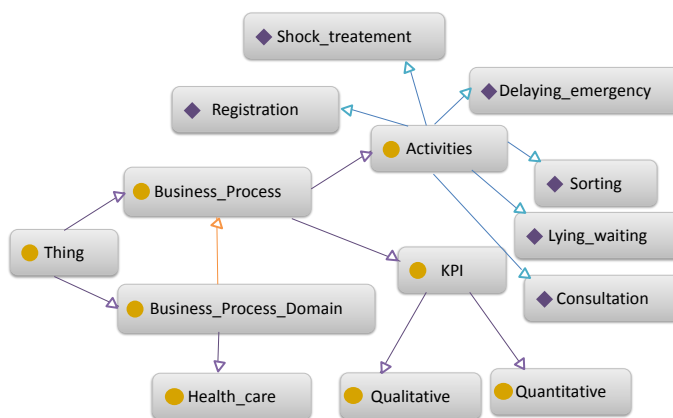 Shock_treatement
Delaying_emergency
Registration
Activities
Business_Process
Sorting
Lying_waiting
Thing
KPI
Business_Process_Domain
Consultation
Health_care
Qualitative
Quantitative